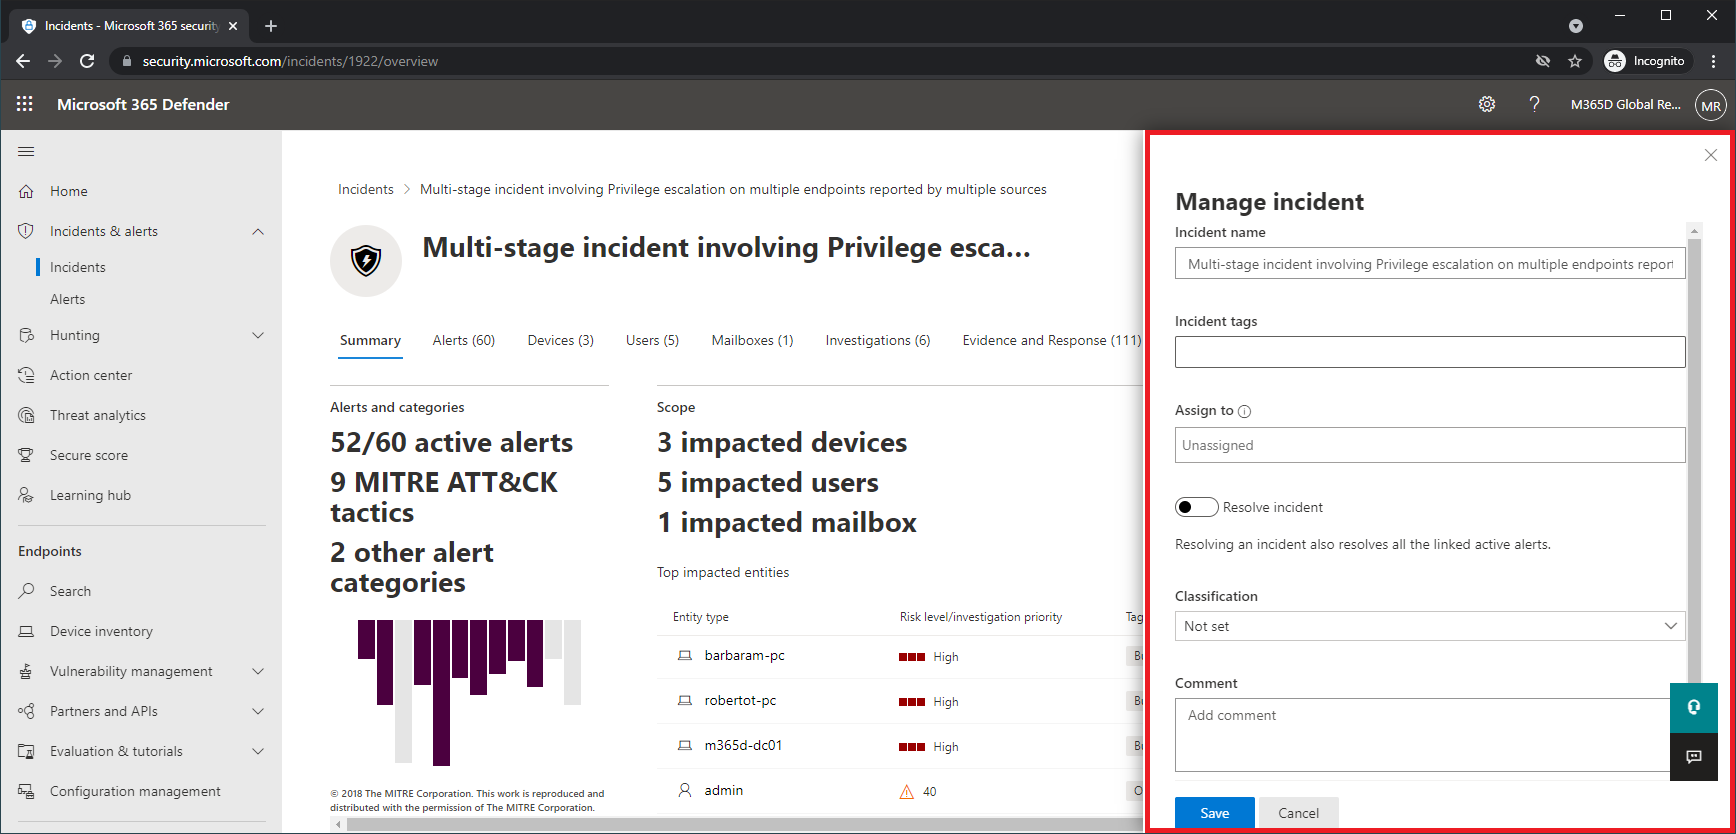 Incidents - Microsoft 365 security
security.microsoft.com/incidents/1922/overview
Incognito
Microsoft 365 Defender
?
M365D Global Re...
MR
Home
Incidents & alerts
Incidents
Alerts
Hunting
Action center
Threat analytics
Secure score
Learning hub
Endpoints
Search
Device inventory
Vulnerability management
Partners and APIs
Evaluation & tutorials
Configuration management
Incidents > Multi-stage incident involving Privilege escalation on multiple endpoints reported by multiple sources
Multi-stage incident involving Privilege esca...
Summary
Alerts (60)
Devices (3)
Users (5)
Mailboxes (1)
Investigations (6)
Evidence and Response (111)
Alerts and categories
52/60 active alerts
9 MITRE ATT&CK
tactics
2 other alert
categories
© 2018 The MITRE Corporation. This work is reproduced and
distributed with the permission of The MITRE Corporation.
Scope
3 impacted devices
5 impacted users
1 impacted mailbox
Top impacted entities
Entity type
Risk level/investigation priority
Tag
barbaram-pc
High
robertot-pc
High
m365d-dc01
High
admin
40
Manage incident
Incident name
Multi-stage incident involving Privilege escalation on multiple endpoints report
Incident tags
Assign to
Unassigned
Resolve incident
Resolving an incident also resolves all the linked active alerts.
Classification
Not set
Comment
Add comment
Save
Cancel